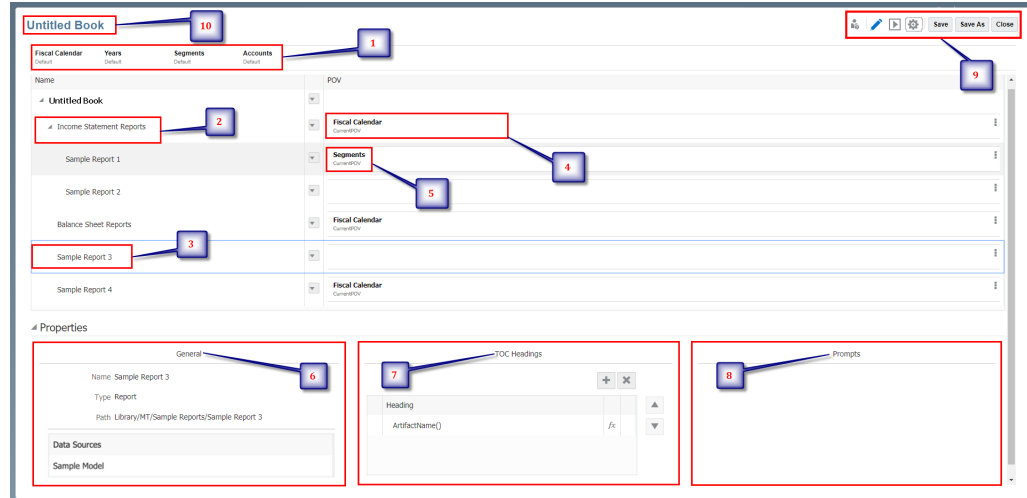 Untitled Book
10
Save Save As Close
1
9
Fiscal Calendar Years Segments Accounts
Default Default Default Default
Name POV
Untitled Book
2
Income Statement Reports
Fiscal Calendar
CurrentPOV
4
Sample Report 1
Segments
CurrentPOV
5
Sample Report 2
Balance Sheet Reports
Fiscal Calendar
CurrentPOV
3
Sample Report 3
Sample Report 4
Fiscal Calendar
CurrentPOV
Properties
General
6
Name Sample Report 3
Type Report
Path Library/MT/Sample Reports/Sample Report 3
Data Sources
Sample Model
TOC Headings
7
Heading
ArtifactName() fx
Prompts
8